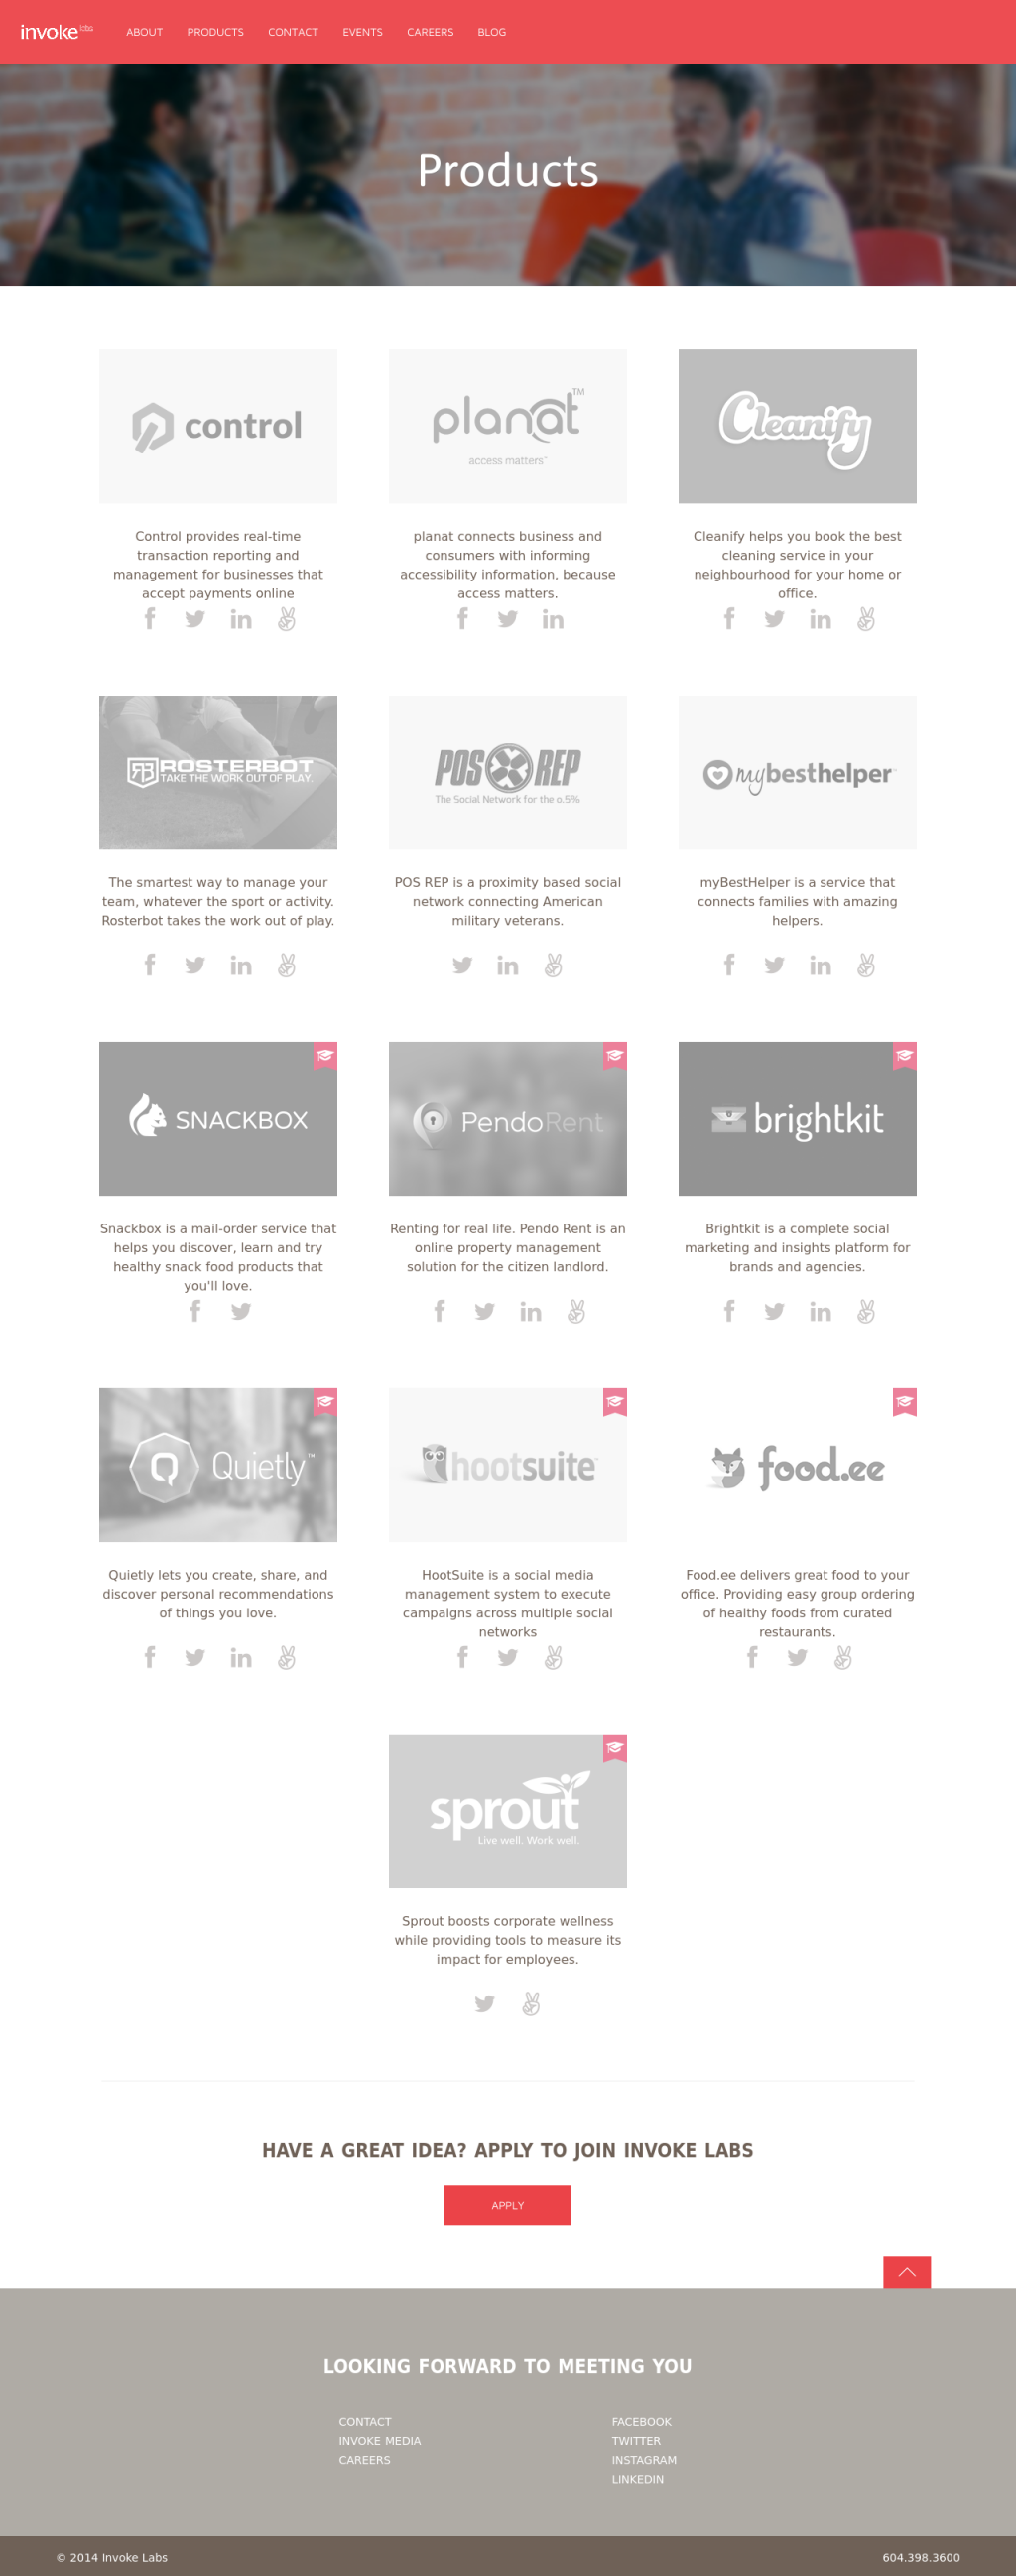 invoke labs
ABOUT PRODUCTS CONTACT EVENTS CAREERS BLOG
Products
control
planat™
access matters™
Cleanify
Control provides real-time
transaction reporting and
management for businesses that
accept payments online
planat connects business and
consumers with informing
accessibility information, because
access matters.
Cleanify helps you book the best
cleaning service in your
neighbourhood for your home or
office.
ROSTERBOT
TAKE THE WORK OUT OF PLAY.
POS REP
The Social Network for the 0.5%
mybesthelper
The smartest way to manage your
team, whatever the sport or activity.
Rosterbot takes the work out of play.
POS REP is a proximity based social
network connecting American
military veterans.
myBestHelper is a service that
connects families with amazing
helpers.
SNACKBOX
PendoRent
brightkit
Snackbox is a mail-order service that
helps you discover, learn and try
healthy snack food products that
you'll love.
Renting for real life. Pendo Rent is an
online property management
solution for the citizen landlord.
Brightkit is a complete social
marketing and insights platform for
brands and agencies.
Quietly™
hootsuite
food.ee
Quietly lets you create, share, and
discover personal recommendations
of things you love.
HootSuite is a social media
management system to execute
campaigns across multiple social
networks
Food.ee delivers great food to your
office. Providing easy group ordering
of healthy foods from curated
restaurants.
sprout
Live well. Work well.
Sprout boosts corporate wellness
while providing tools to measure its
impact for employees.
HAVE A GREAT IDEA? APPLY TO JOIN INVOKE LABS
APPLY
LOOKING FORWARD TO MEETING YOU
CONTACT
INVOKE MEDIA
CAREERS
FACEBOOK
TWITTER
INSTAGRAM
LINKEDIN
© 2014 Invoke Labs
604.398.3600